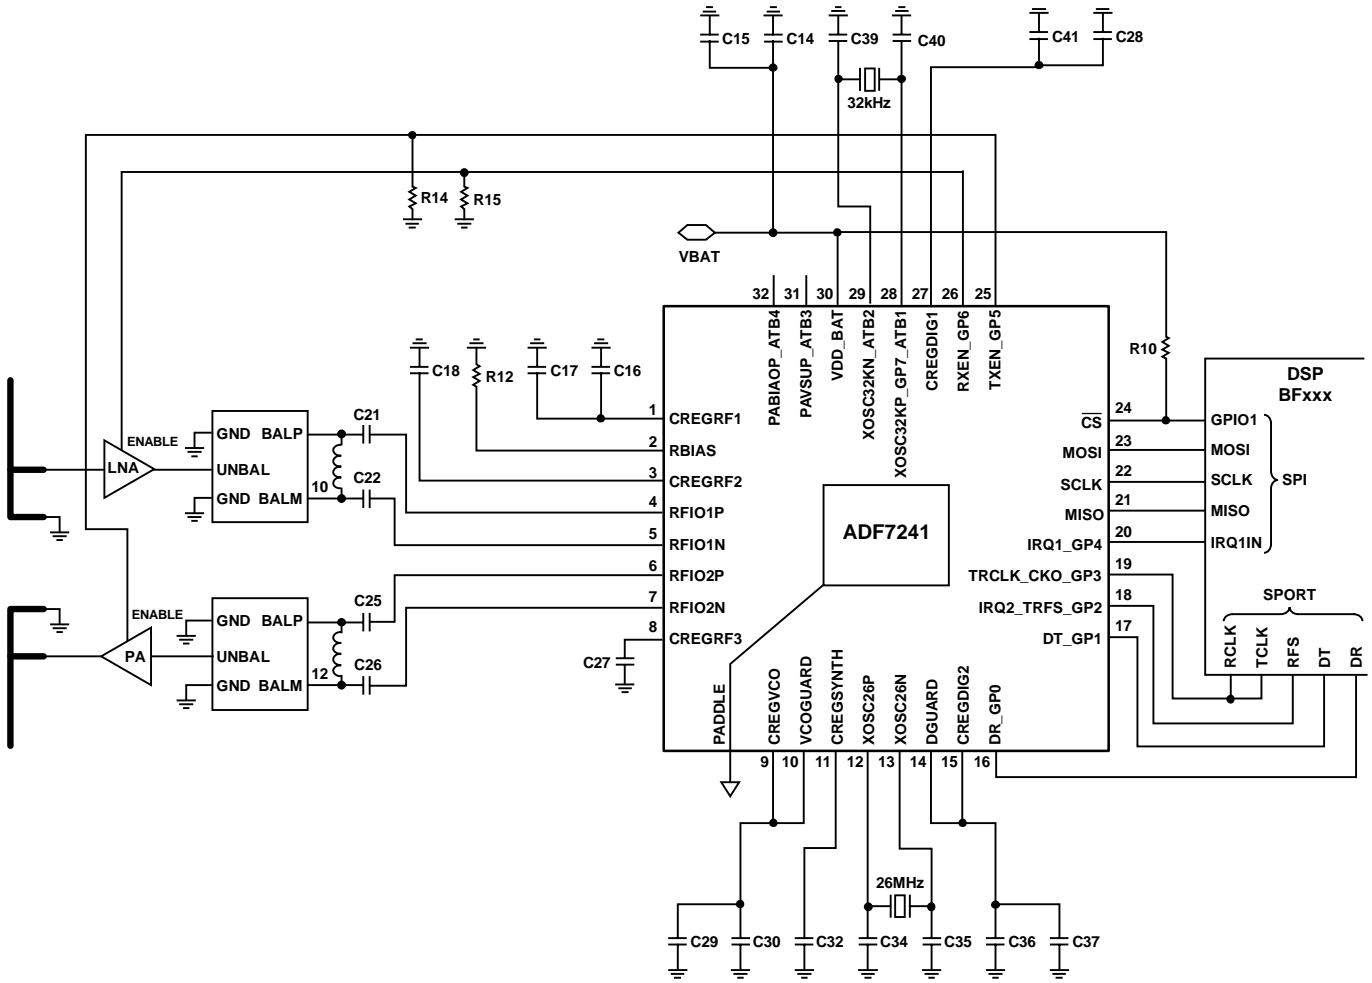 C15
C14
C39
C40
C41
C28
32kHz
R14
R15
VBAT
32
31
30
29
28
27
26
25
PABIAOP_ATB4
PAVSUP_ATB3
VDD_BAT
XOSC32KN_ATB2
XOSC32KP_GP7_ATB1
CREGDIG1
RXEN_GP6
TXEN_GP5
R10
C18
R12
C17
C16
DSP
BFxxx
1
CREGRF1
2
RBIAS
3
CREGRF2
4
RFIO1P
5
RFIO1N
6
RFIO2P
7
RFIO2N
8
CREGRF3
24
CS
GPIO1
23
MOSI
MOSI
22
SCLK
SCLK
21
MISO
MISO
20
IRQ1_GP4
IRQ1IN
SPI
19
TRCLK_CKO_GP3
18
IRQ2_TRFS_GP2
17
DT_GP1
SPORT
RCLK
TCLK
RFS
DT
DR
ADF7241
LNA
ENABLE
GND
BALP
UNBAL
GND
BALM
10
C21
C22
PA
ENABLE
GND
BALP
UNBAL
GND
BALM
12
C25
C26
C27
PADDLE
CREGVCO
VCOGUARD
CREGSYNTH
XOSC26P
XOSC26N
DGUARD
CREGDIG2
DR_GP0
9
10
11
12
13
14
15
16
26MHz
C29
C30
C32
C34
C35
C36
C37